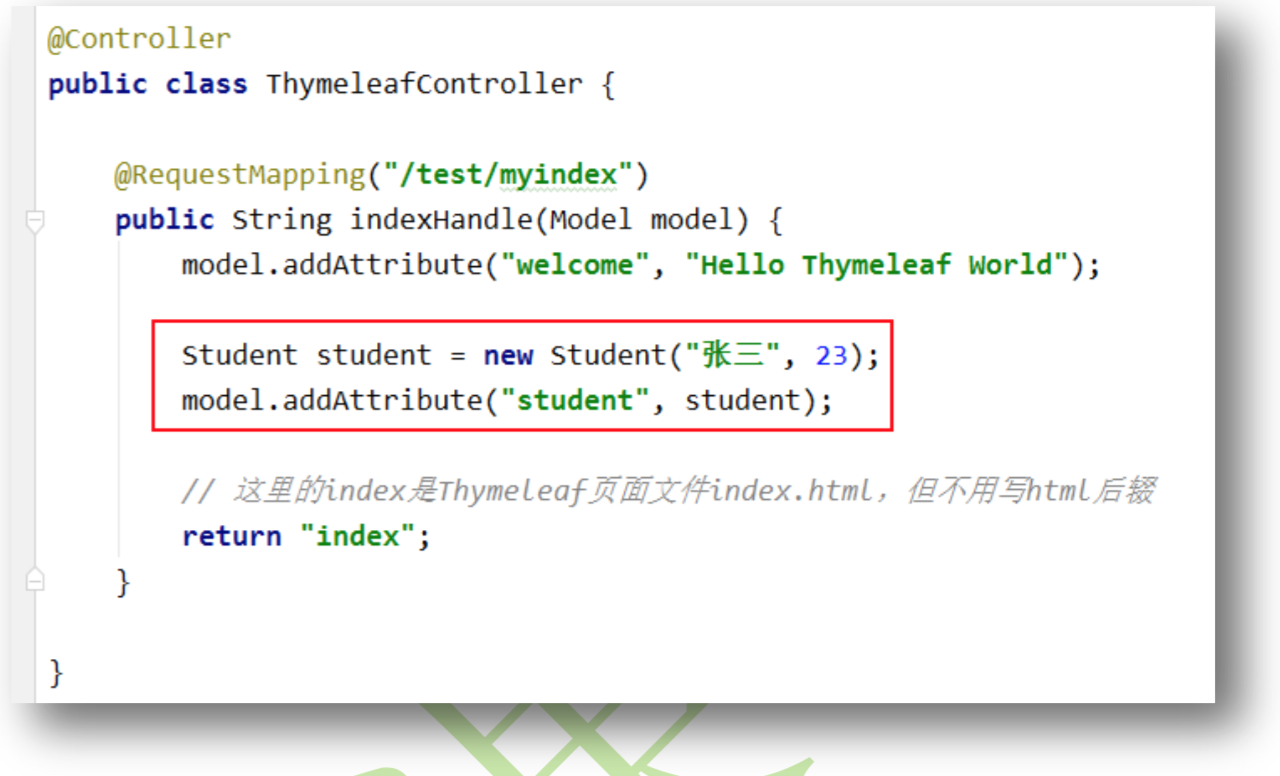 @Controller
public class ThymeleafController {
@RequestMapping("/test/myindex")
public String indexHandle(Model model) {
model.addAttribute("welcome", "Hello Thymeleaf World");
Student student = new Student("张三", 23);
model.addAttribute("student", student);
// 这里的index是Thymeleaf页面文件index.html，但不用写html后辍
return "index";
}
}